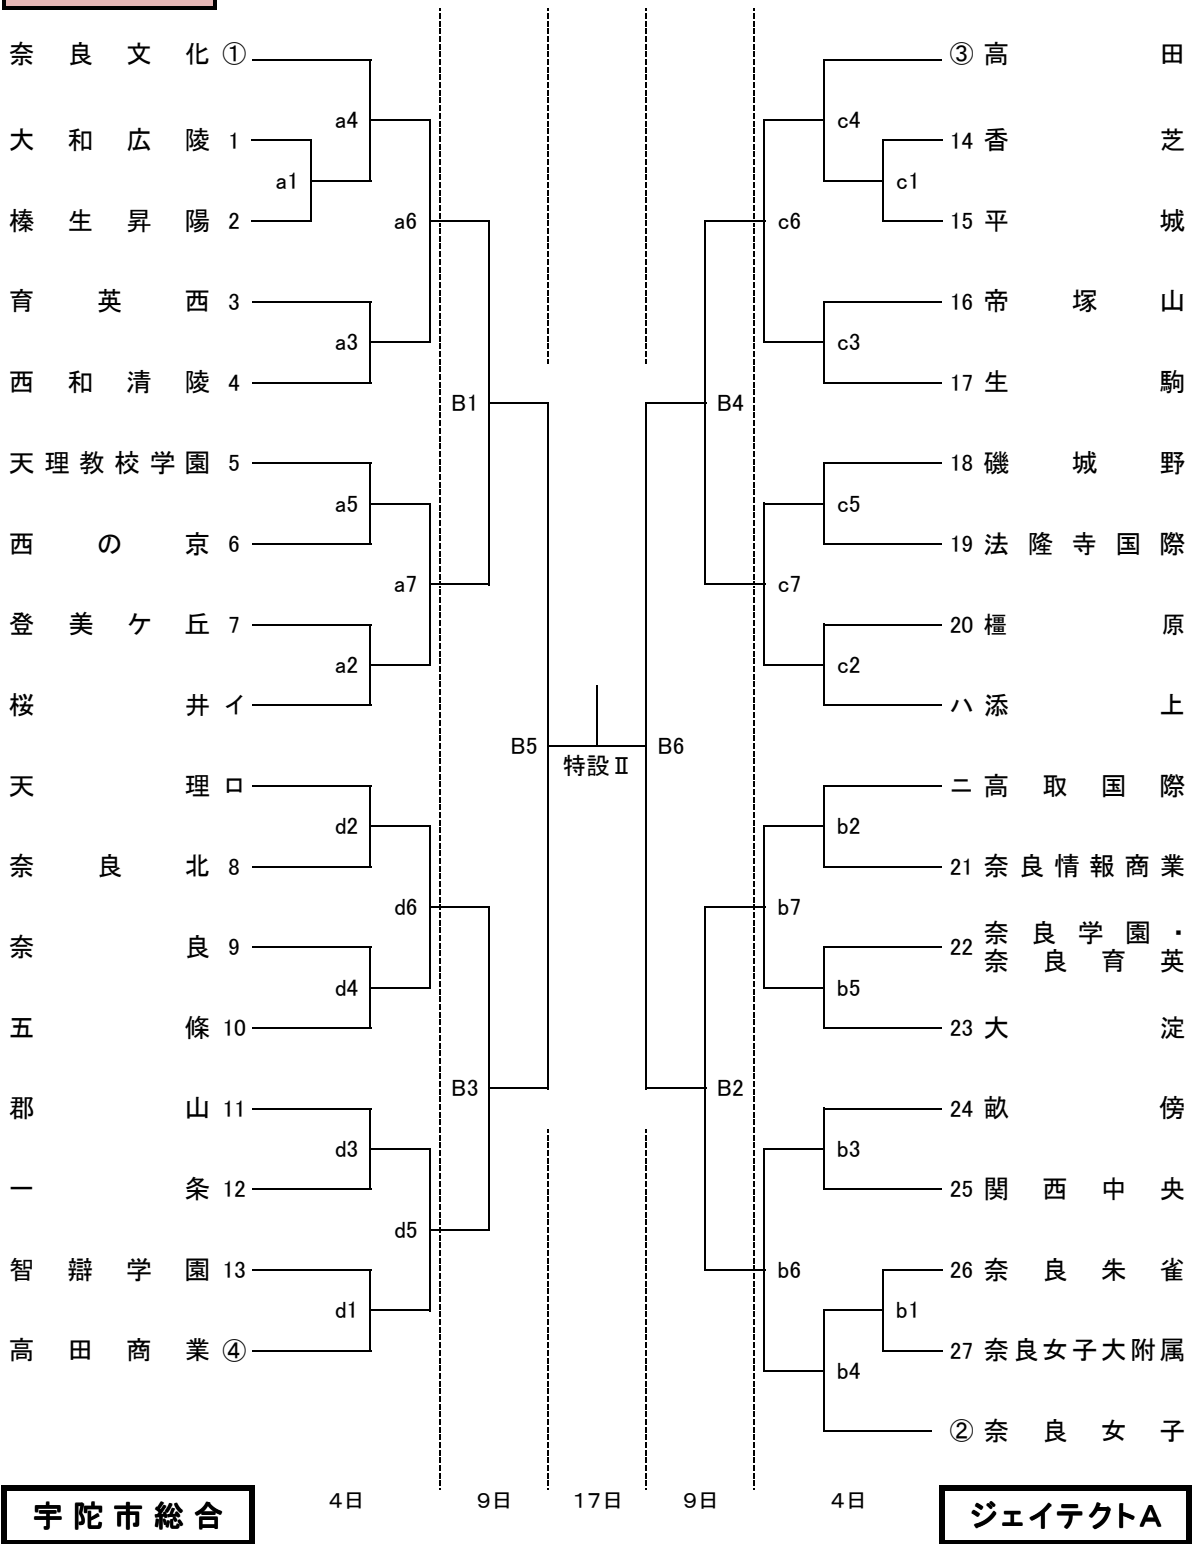 奈良文化 ①
大和広陵 1
榛生昇陽 2
育英西 3
西和清陵 4
天理教校学園 5
西の京 6
登美ケ丘 7
桜井 イ
天理 ロ
奈良北 8
奈良 9
五條 10
郡山 11
一条 12
智辯学園 13
高田商業 ④
a4
a1
a6
a3
B1
a5
a7
a2
B5
d2
d6
d4
B3
d3
d5
d1
特設Ⅱ
c4
c1
c6
c3
B4
c5
c7
c2
B6
b2
b7
b5
B2
b3
b6
b1
b4
③ 高田
14 香芝
15 平城
16 帝塚山
17 生駒
18 磯城野
19 法隆寺国際
20 橿原
ハ 添上
ニ 高取国際
21 奈良情報商業
22 奈良学園・
奈良育英
23 大淀
24 畝傍
25 関西中央
26 奈良朱雀
27 奈良女子大附属
② 奈良女子
宇陀市総合
4日 9日 17日 9日 4日
ジェイテクトA